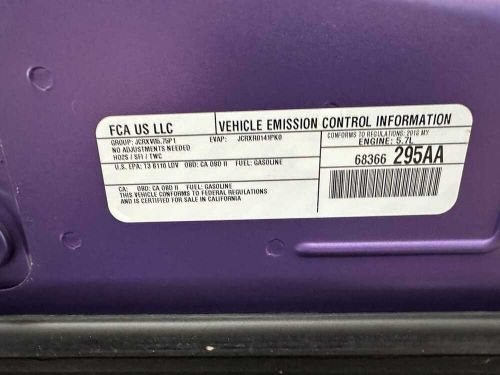 FCA US LLC
VEHICLE EMISSION CONTROL INFORMATION
GROUP: JCRXV05.75P1 EVAP: JCRXR0141PK0
CONFORMS TO REGULATIONS: 2018 MY
NO ADJUSTMENTS NEEDED
ENGINE: 5.7L
HO2S / SFI / TWC
68366 295AA
U.S. EPA: T3 B110 LDV OBD: CA OBD II FUEL: GASOLINE
CA: OBD: CA OBD II FUEL: GASOLINE
THIS VEHICLE CONFORMS TO FEDERAL REGULATIONS
AND IS CERTIFIED FOR SALE IN CALIFORNIA